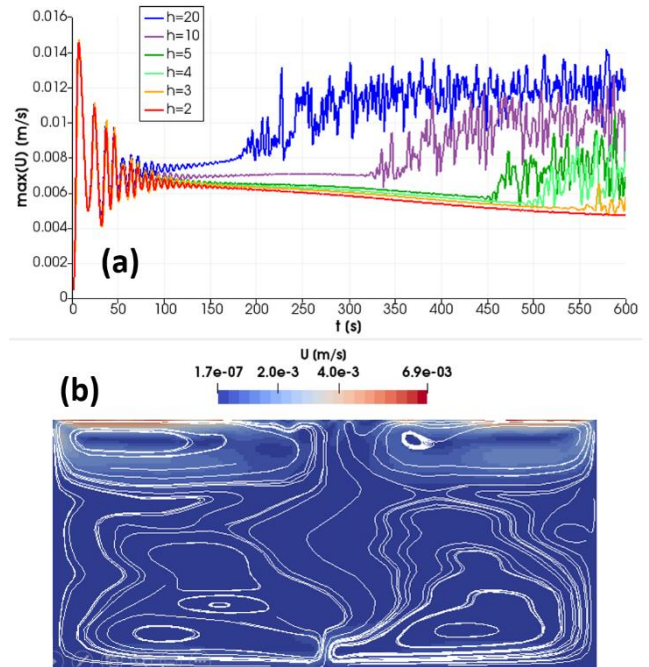 0.016
0.014
0.012
0.010
0.008
0.006
0.004
0.002
0
max(U) (m/s)
h=20
h=10
h=5
h=4
h=3
h=2
(a)
0 50 100 150 200 250 300 350 400 450 500 550 600
t (s)
(b)
U (m/s)
1.7e-07 2.0e-3 4.0e-3 6.9e-03